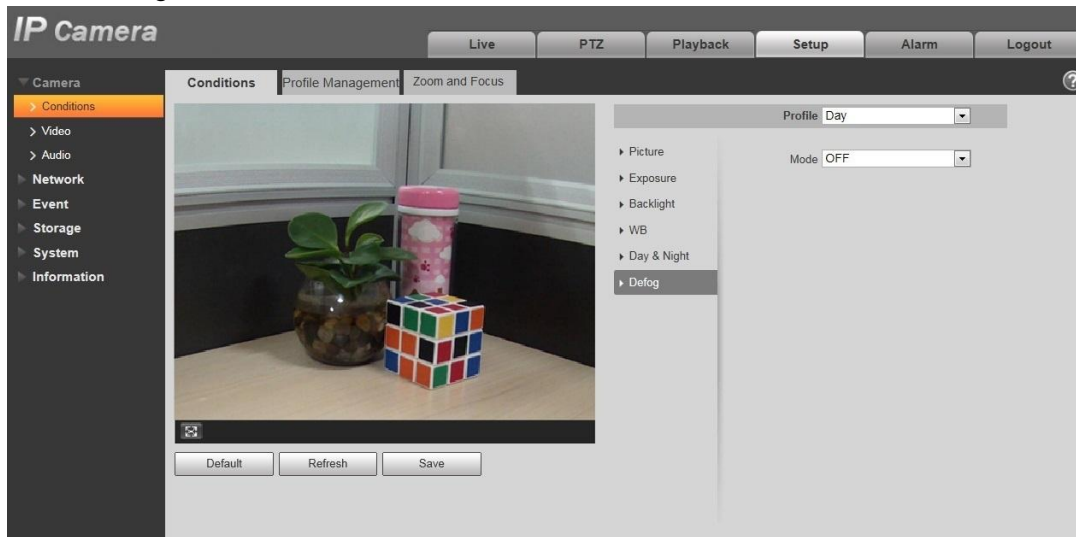 IP Camera
Live
PTZ
Playback
Setup
Alarm
Logout
Camera
Conditions
Video
Audio
Network
Event
Storage
System
Information
Conditions
Profile Management
Zoom and Focus
?
Profile Day
Picture
Exposure
Backlight
WB
Day & Night
Defog
Mode OFF
Default
Refresh
Save